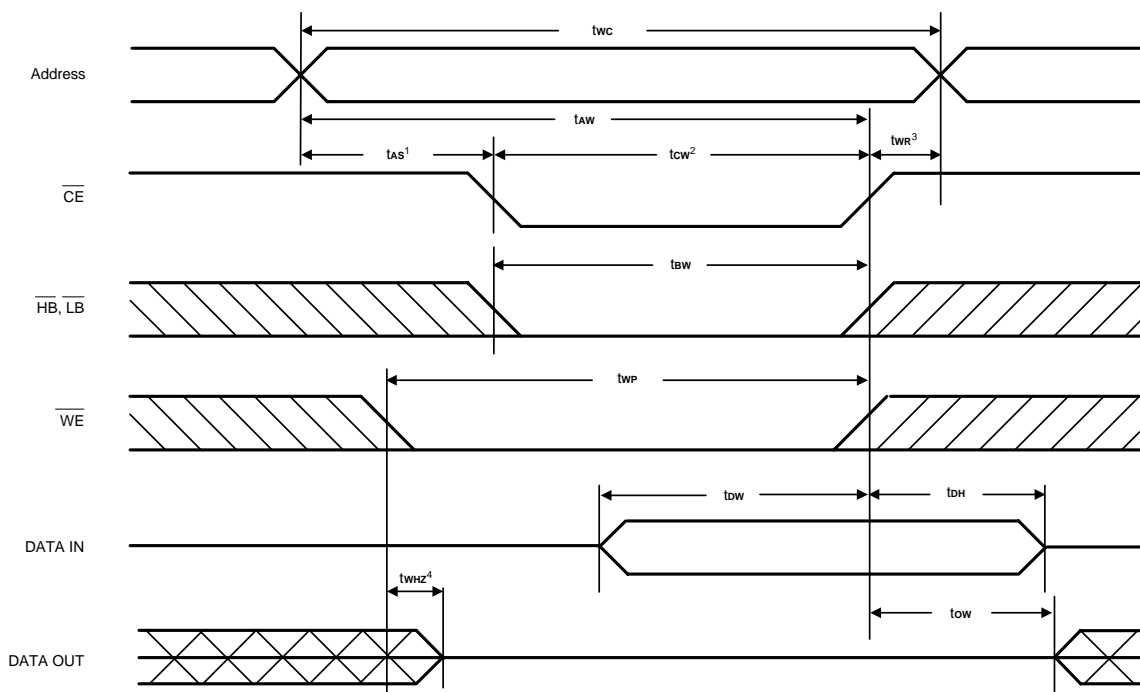 twc
Address
tAW
tAS¹ tCW² tWR³
CE
tBW
HB, LB
tWP
WE
tDW tDH
DATA IN
tWHZ⁴
tOW
DATA OUT